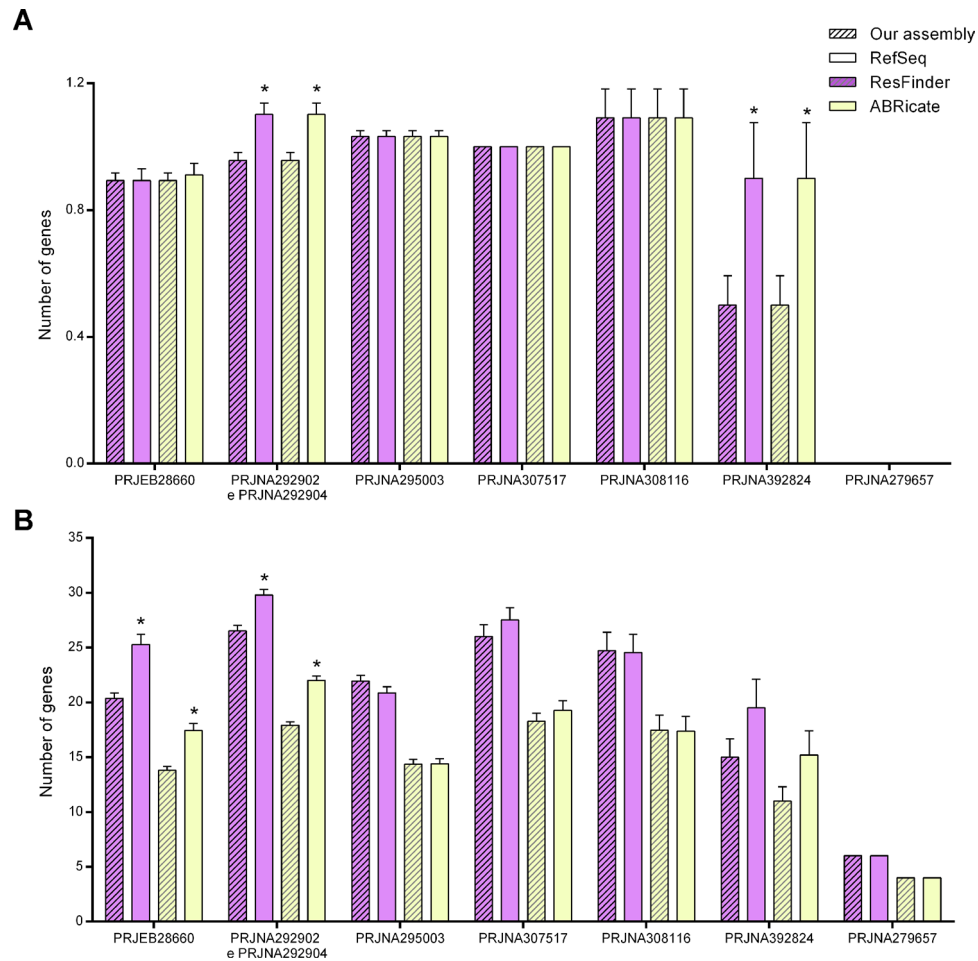 A
Our assembly
RefSeq
ResFinder
ABRicate
Number of genes
1.2
0.8
0.4
0.0
* * * *
PRJEB28660 PRJNA292902 PRJNA295003 PRJNA307517 PRJNA308116 PRJNA392824 PRJNA279657
e PRJNA292904
B
Number of genes
35
30
25
20
15
10
5
0
* * * *
PRJEB28660 PRJNA292902 PRJNA295003 PRJNA307517 PRJNA308116 PRJNA392824 PRJNA279657
e PRJNA292904